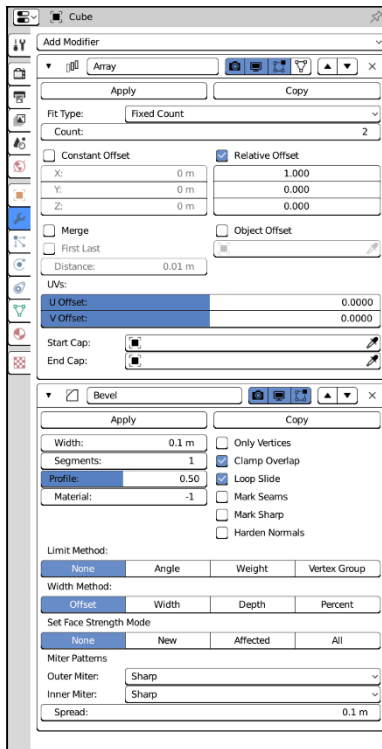 Cube
Add Modifier
Array
Apply Copy
Fit Type: Fixed Count
Count: 2
Constant Offset Relative Offset
X: 0 m 1.000
Y: 0 m 0.000
Z: 0 m 0.000
Merge Object Offset
First Last
Distance: 0.01 m
UVs:
U Offset: 0.0000
V Offset: 0.0000
Start Cap:
End Cap:
Bevel
Apply Copy
Width: 0.1 m Only Vertices
Segments: 1 Clamp Overlap
Profile: 0.50 Loop Slide
Material: -1 Mark Seams
Mark Sharp
Harden Normals
Limit Method:
None Angle Weight Vertex Group
Width Method:
Offset Width Depth Percent
Set Face Strength Mode
None New Affected All
Miter Patterns
Outer Miter: Sharp
Inner Miter: Sharp
Spread: 0.1 m